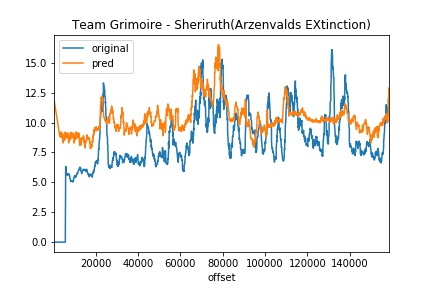 Team Grimoire - Sheriruth(Arzenvalds EXtinction)
original
pred
15.0
12.5
10.0
7.5
5.0
2.5
0.0
20000 40000 60000 80000 100000 120000 140000
offset